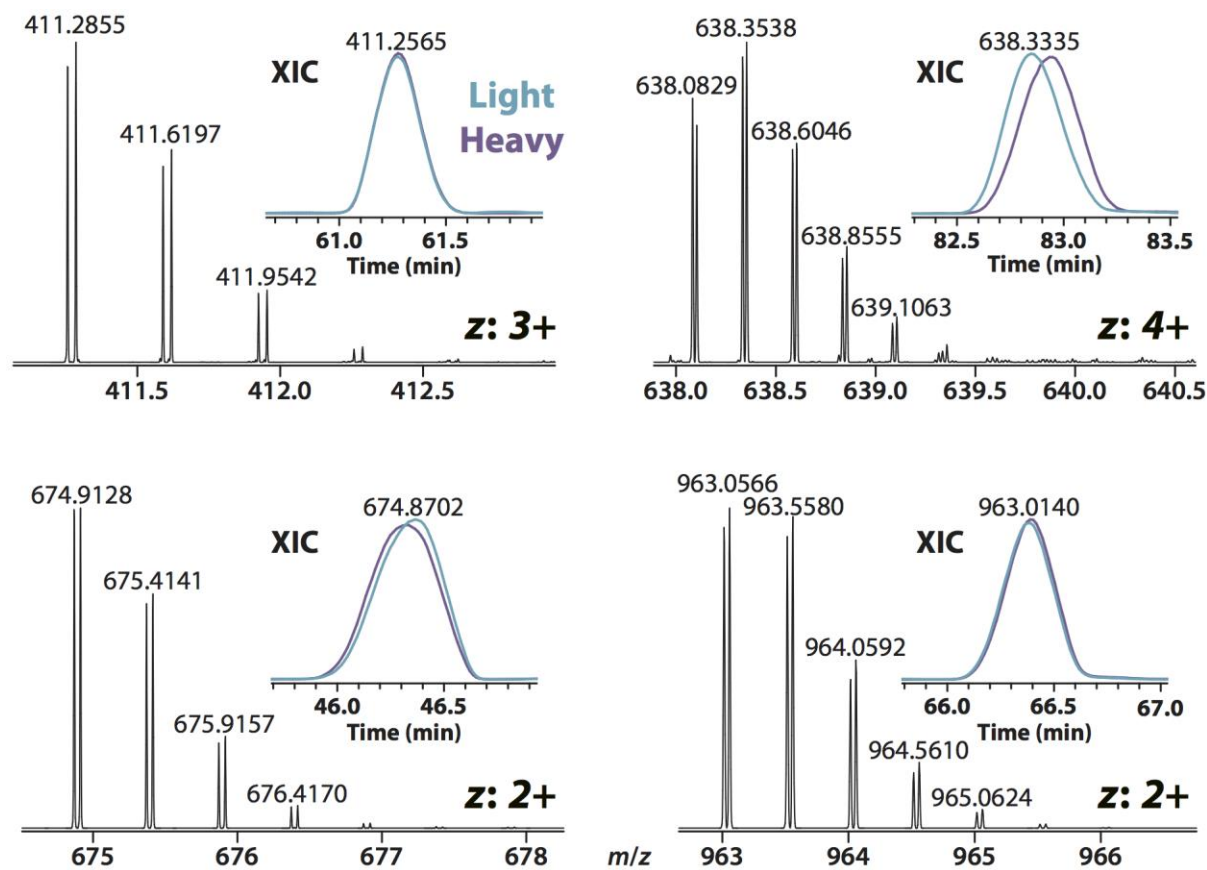 411.2855
411.6197
411.9542
XIC
411.2565
Light
Heavy
61.0 61.5
Time (min)
z: 3+
411.5 412.0 412.5
638.3538
638.0829
638.6046
638.8555
639.1063
XIC
638.3335
82.5 83.0 83.5
Time (min)
z: 4+
638.0 638.5 639.0 639.5 640.0 640.5
674.9128
675.4141
675.9157
676.4170
XIC
674.8702
46.0 46.5
Time (min)
z: 2+
675 676 677 678
963.0566
963.5580
964.0592
964.5610
965.0624
XIC
963.0140
66.0 66.5 67.0
Time (min)
z: 2+
m/z
963 964 965 966